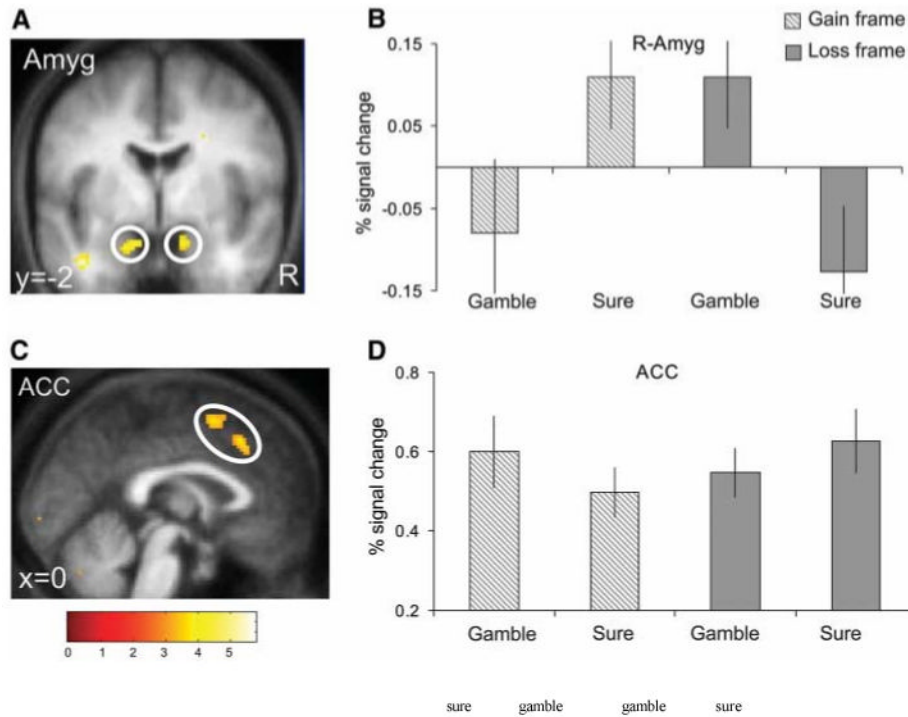 A
Amyg
y=-2
R
B
Gain frame
Loss frame
R-Amyg
% signal change
0.15
0.05
-0.05
-0.15
Gamble Sure Gamble Sure
C
ACC
x=0
0 1 2 3 4 5
D
ACC
% signal change
0.8
0.6
0.4
0.2
Gamble Sure Gamble Sure
sure gamble gamble sure